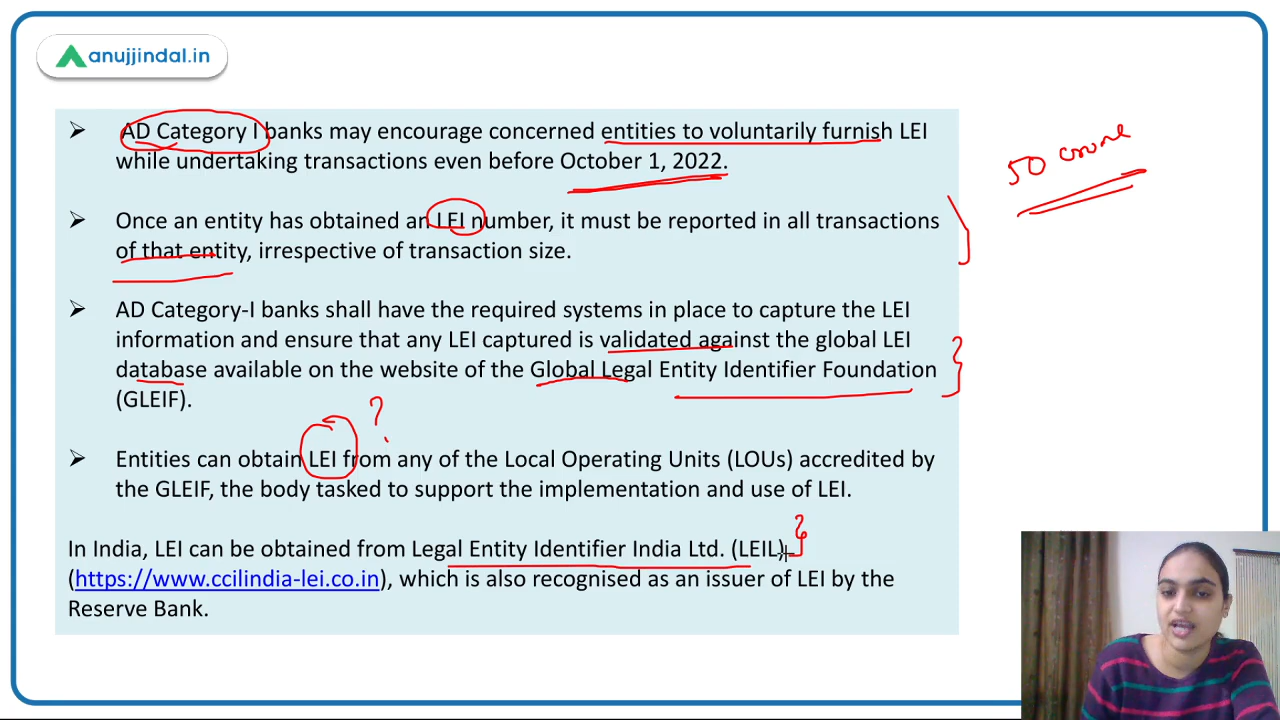 anujjindal.in
AD Category I banks may encourage concerned entities to voluntarily furnish LEI
while undertaking transactions even before October 1, 2022.
50 crore
Once an entity has obtained an LEI number, it must be reported in all transactions
of that entity, irrespective of transaction size.
AD Category-I banks shall have the required systems in place to capture the LEI
information and ensure that any LEI captured is validated against the global LEI
database available on the website of the Global Legal Entity Identifier Foundation
(GLEIF).
?
Entities can obtain LEI from any of the Local Operating Units (LOUs) accredited by
the GLEIF, the body tasked to support the implementation and use of LEI.
In India, LEI can be obtained from Legal Entity Identifier India Ltd. (LEIL)
(https://www.ccilindia-lei.co.in), which is also recognised as an issuer of LEI by the
Reserve Bank.